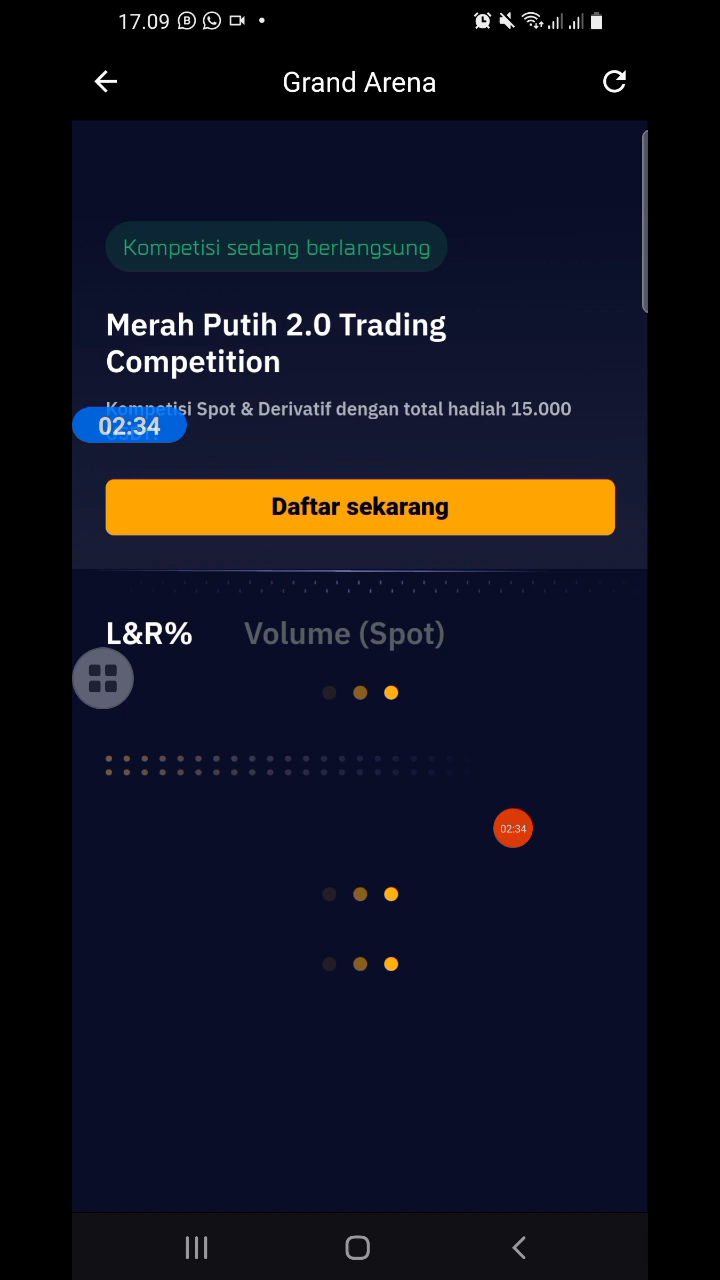 17.09
Grand Arena
Kompetisi sedang berlangsung
Merah Putih 2.0 Trading
Competition
Kompetisi Spot & Derivatif dengan total hadiah 15.000
02:34
Daftar sekarang
L&R% Volume (Spot)
02:34